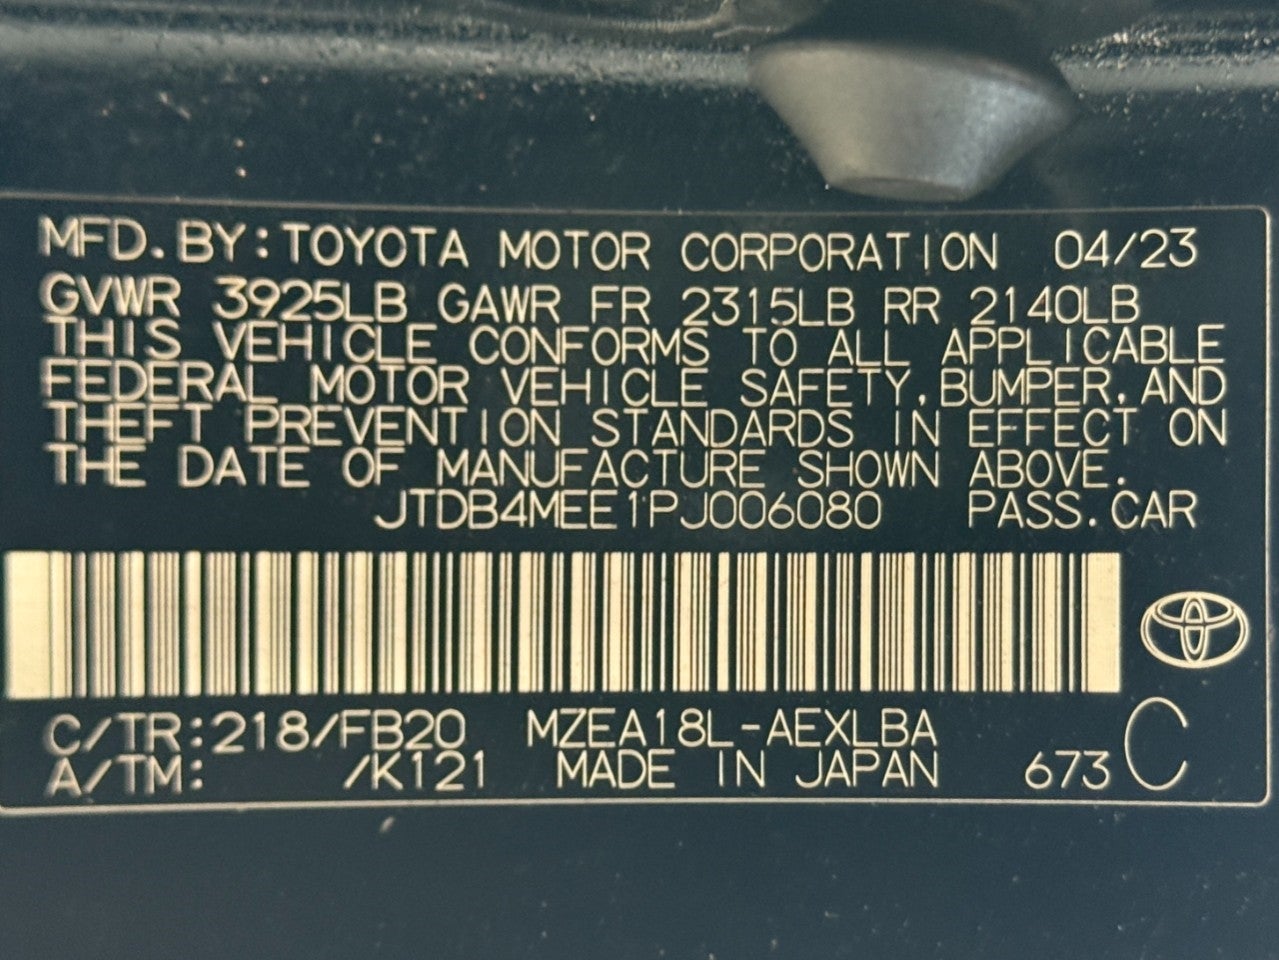 MFD.BY:TOYOTA MOTOR CORPORATION 04/23
GVWR 3925LB GAWR FR 2315LB RR 2140LB
THIS VEHICLE CONFORMS TO ALL APPLICABLE
FEDERAL MOTOR VEHICLE SAFETY,BUMPER,AND
THEFT PREVENTION STANDARDS IN EFFECT ON
THE DATE OF MANUFACTURE SHOWN ABOVE.
JTDB4MEE1PJ006080 PASS.CAR
C/TR:218/FB20 MZEA18L-AEXLBA C
A/TM: /K121 MADE IN JAPAN 673